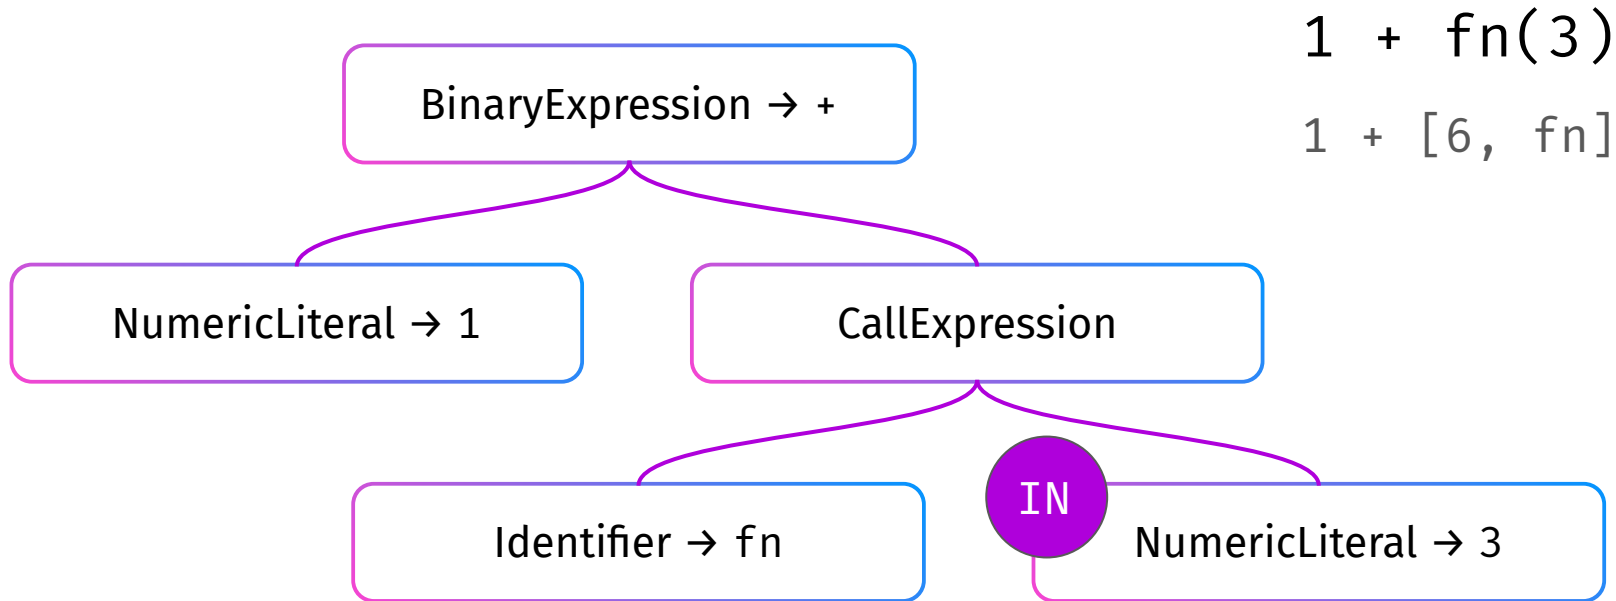 1 + fn(3)
BinaryExpression → +
1 + [6, fn]
NumericLiteral → 1
CallExpression
IN
Identifier → fn
NumericLiteral → 3